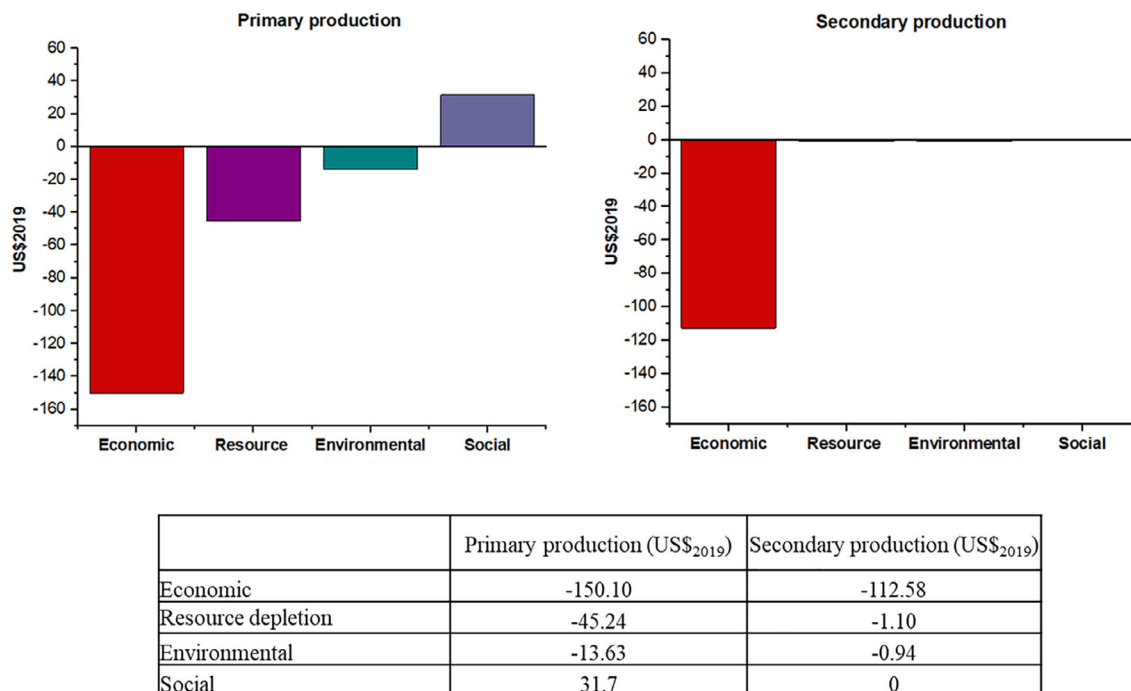 Primary production
Secondary production
60
40
20
0
-20
-40
-60
-80
-100
-120
-140
-160
US$2019
Economic Resource Environmental Social
60
40
20
0
-20
-40
-60
-80
-100
-120
-140
-160
US$2019
Economic Resource Environmental Social
Primary production (US$2019) Secondary production (US$2019)
Economic -150.10 -112.58
Resource depletion -45.24 -1.10
Environmental -13.63 -0.94
Social 31.7 0